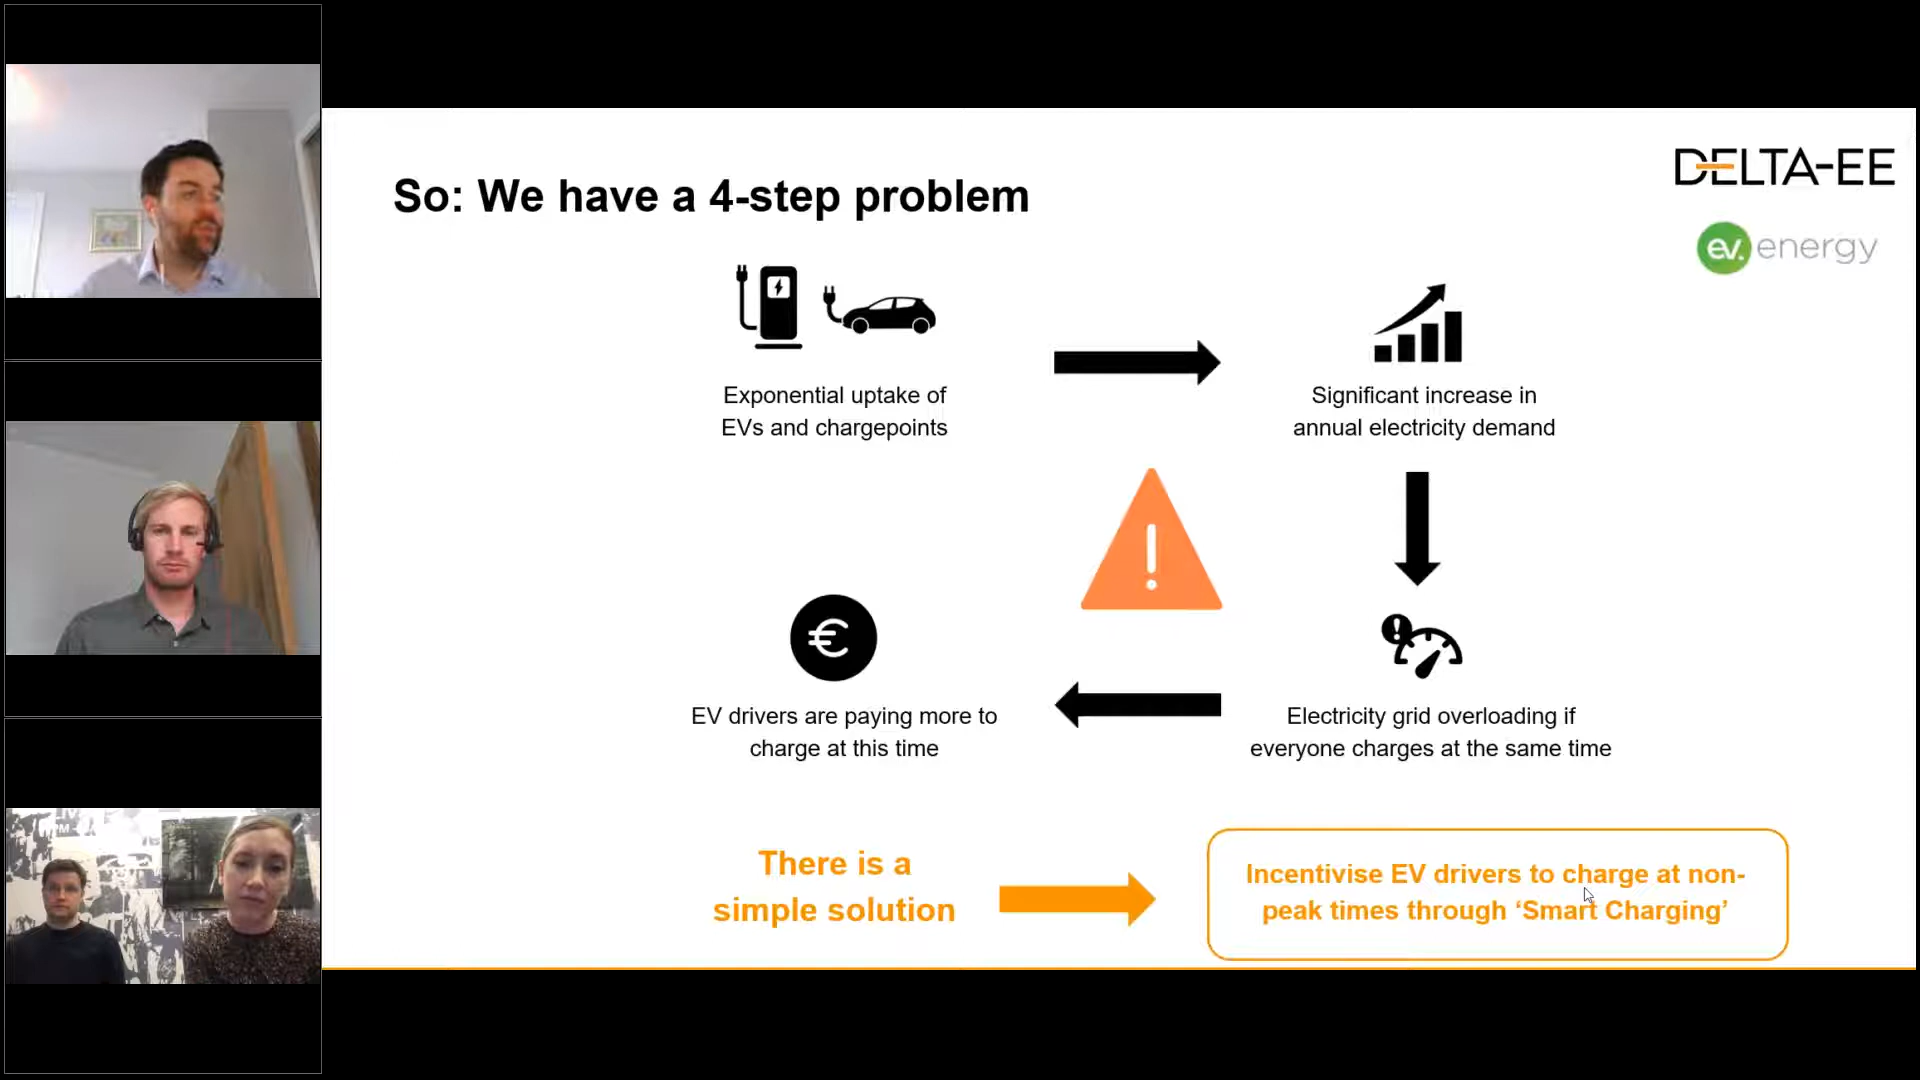 DELTA-EE
ev.energy
So: We have a 4-step problem
Exponential uptake of
EVs and chargepoints
Significant increase in
annual electricity demand
Electricity grid overloading if
everyone charges at the same time
EV drivers are paying more to
charge at this time
There is a
simple solution
Incentivise EV drivers to charge at non-
peak times through ‘Smart Charging’